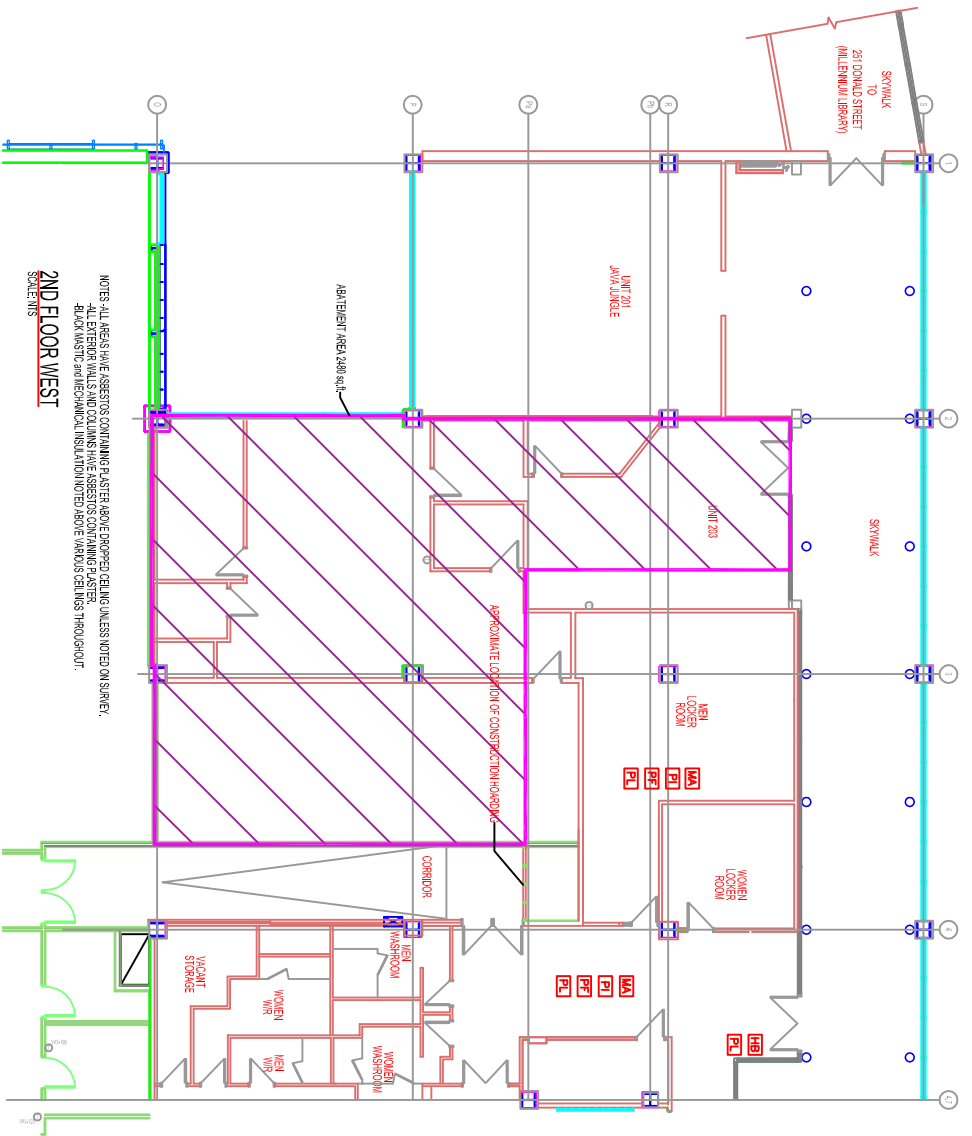 SKYWALK
TO
251 DONALD STREET
(MILLENNIUM LIBRARY)
S
R
Pb
Pa
P
O
1
2
3
4
4.7
UNIT 201
JAVA JUNGLE
SKYWALK
ABATEMENT AREA 2480 sq.ft.
UNIT 203
APPROXIMATE LOCATION OF CONSTRUCTION HOARDING
MEN
LOCKER
ROOM
MA
PI
PF
PL
WOMEN
LOCKER
ROOM
CORRIDOR
MEN
WASHROOM
VACANT
STORAGE
WOMEN
W/R
MEN
W/R
WOMEN
WASHROOM
MA
PI
PF
PL
HB
PL
NOTES:-ALL AREAS HAVE ASBESTOS CONTAINING PLASTER ABOVE DROPPED CEILING UNLESS NOTED ON SURVEY.
-ALL EXTERIOR WALLS AND COLUMNS HAVE ASBESTOS CONTAINING PLASTER.
-BLACK MASTIC and MECHANICAL INSULATION NOTED ABOVE VARIOUS CEILINGS THROUGHOUT.
2ND FLOOR WEST
SCALE: NTS